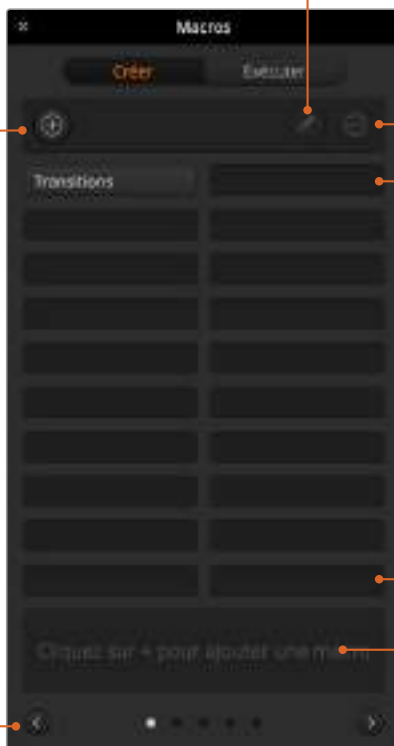 Macros
Créer
Exécuter
Transitions
Cliquez sur + pour ajouter une macro